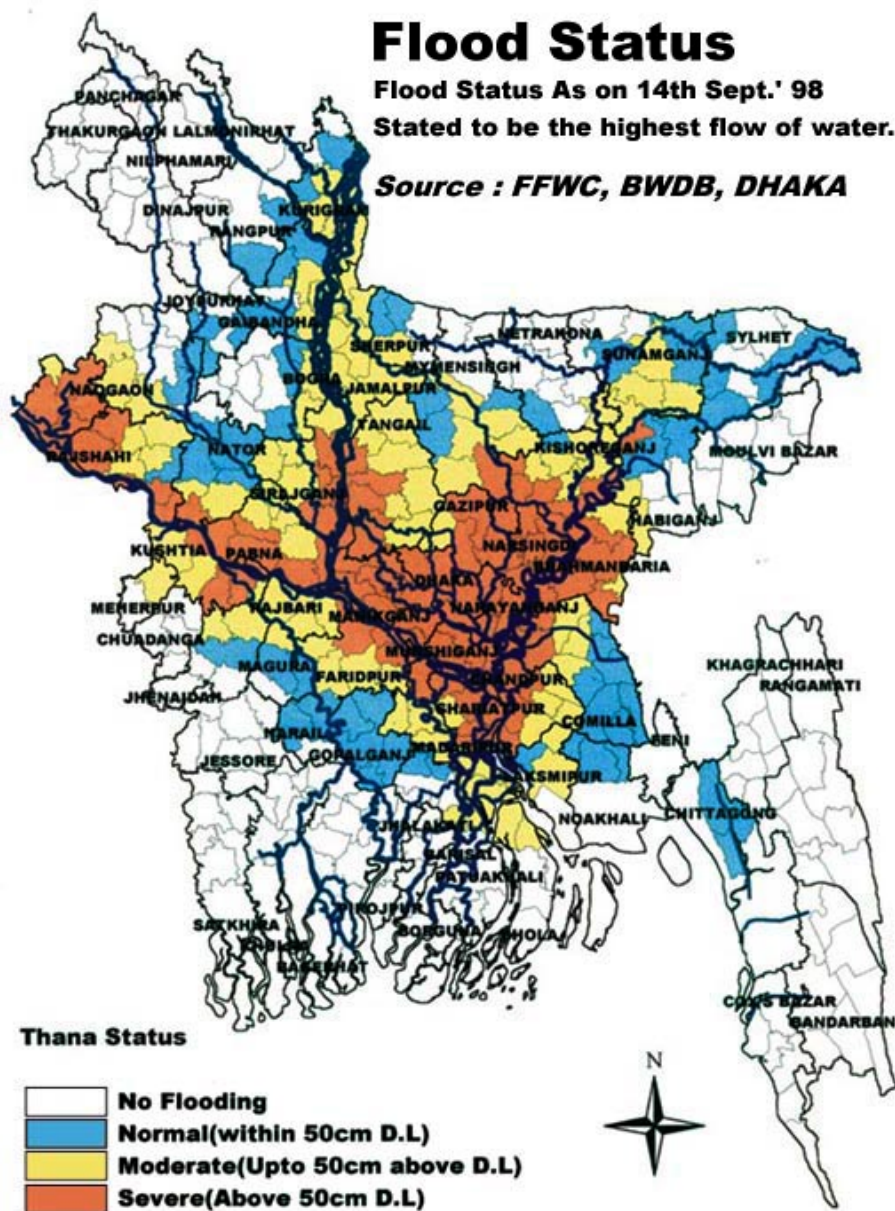 Flood Status
Flood Status As on 14th Sept.' 98
Stated to be the highest flow of water.
Source : FFWC, BWDB, DHAKA
PANCHAGAR
THAKURGAON LALMONIRHAT
NILPHAMARI
DINAJPUR
KURIGRAM
RANGPUR
JOYPURHAT
GAIBANDHA
SHERPUR
NETRAKONA
SUNAMGANJ
SYLHET
NAOGAON
BOGRA
JAMALPUR
MYMENSINGH
TANGAIL
RAJSHAHI
NATOR
KISHOREGANJ
MOULVI BAZAR
SIRAJGANJ
GAZIPUR
HABIGANJ
KUSHTIA
PABNA
NARSINGDI
BRAHMANBARIA
DHAKA
MEHERPUR
RAJBARI
MANIKGANJ
NARAYANGANJ
CHUADANGA
MAGURA
FARIDPUR
MUNSHIGANJ
KHAGRACHHARI
RANGAMATI
JHENAIDAH
CHANDPUR
SHARIATPUR
COMILLA
NARAIL
GOPALGANJ
MADARIPUR
FENI
JESSORE
LAKSMIPUR
NOAKHALI
CHITTAGONG
JHALAKATI
BARISAL
PATUAKHALI
PIROJPUR
SATKHIRA
BORGUNA
BHOLA
KHULNA
BAGERHAT
COX'S BAZAR
BANDARBAN
Thana Status
N
No Flooding
Normal(within 50cm D.L)
Moderate(Upto 50cm above D.L)
Severe(Above 50cm D.L)